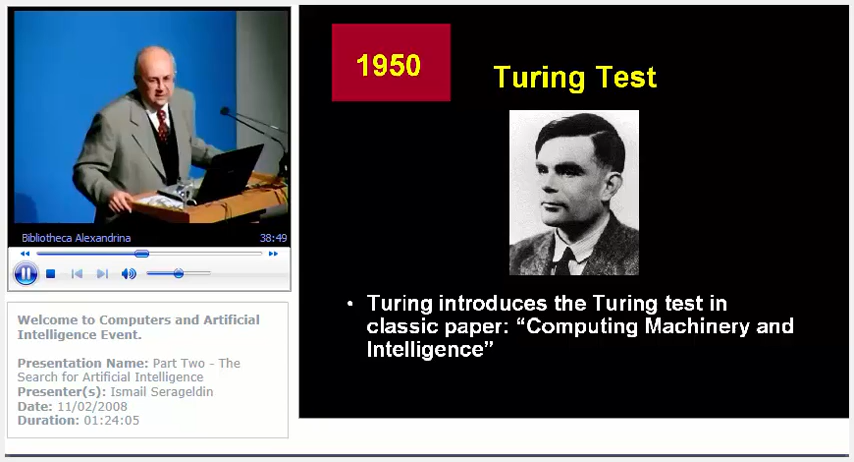 1950
Turing Test
• Turing introduces the Turing test in
classic paper: “Computing Machinery and
Intelligence”
Bibliotheca Alexandrina 38:49
Welcome to Computers and Artificial
Intelligence Event.
Presentation Name: Part Two - The
Search for Artificial Intelligence
Presenter(s): Ismail Serageldin
Date: 11/02/2008
Duration: 01:24:05